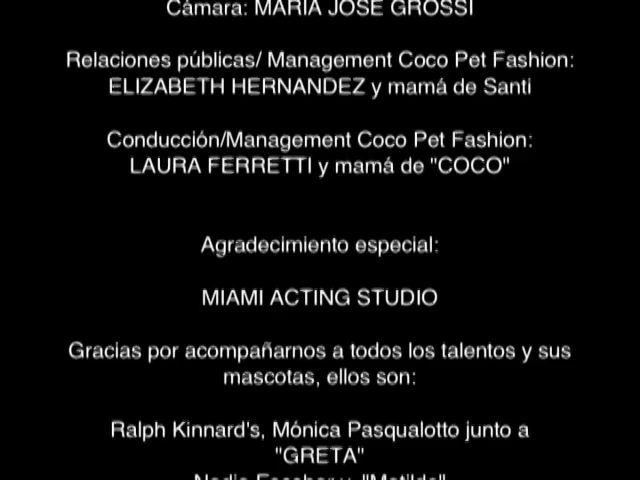 Cámara: MARIA JOSE GROSSI
Relaciones públicas/ Management Coco Pet Fashion:
ELIZABETH HERNANDEZ y mamá de Santi
Conducción/Management Coco Pet Fashion:
LAURA FERRETTI y mamá de "COCO"
Agradecimiento especial:
MIAMI ACTING STUDIO
Gracias por acompañarnos a todos los talentos y sus
mascotas, ellos son:
Ralph Kinnard's, Mónica Pasqualotto junto a
"GRETA"